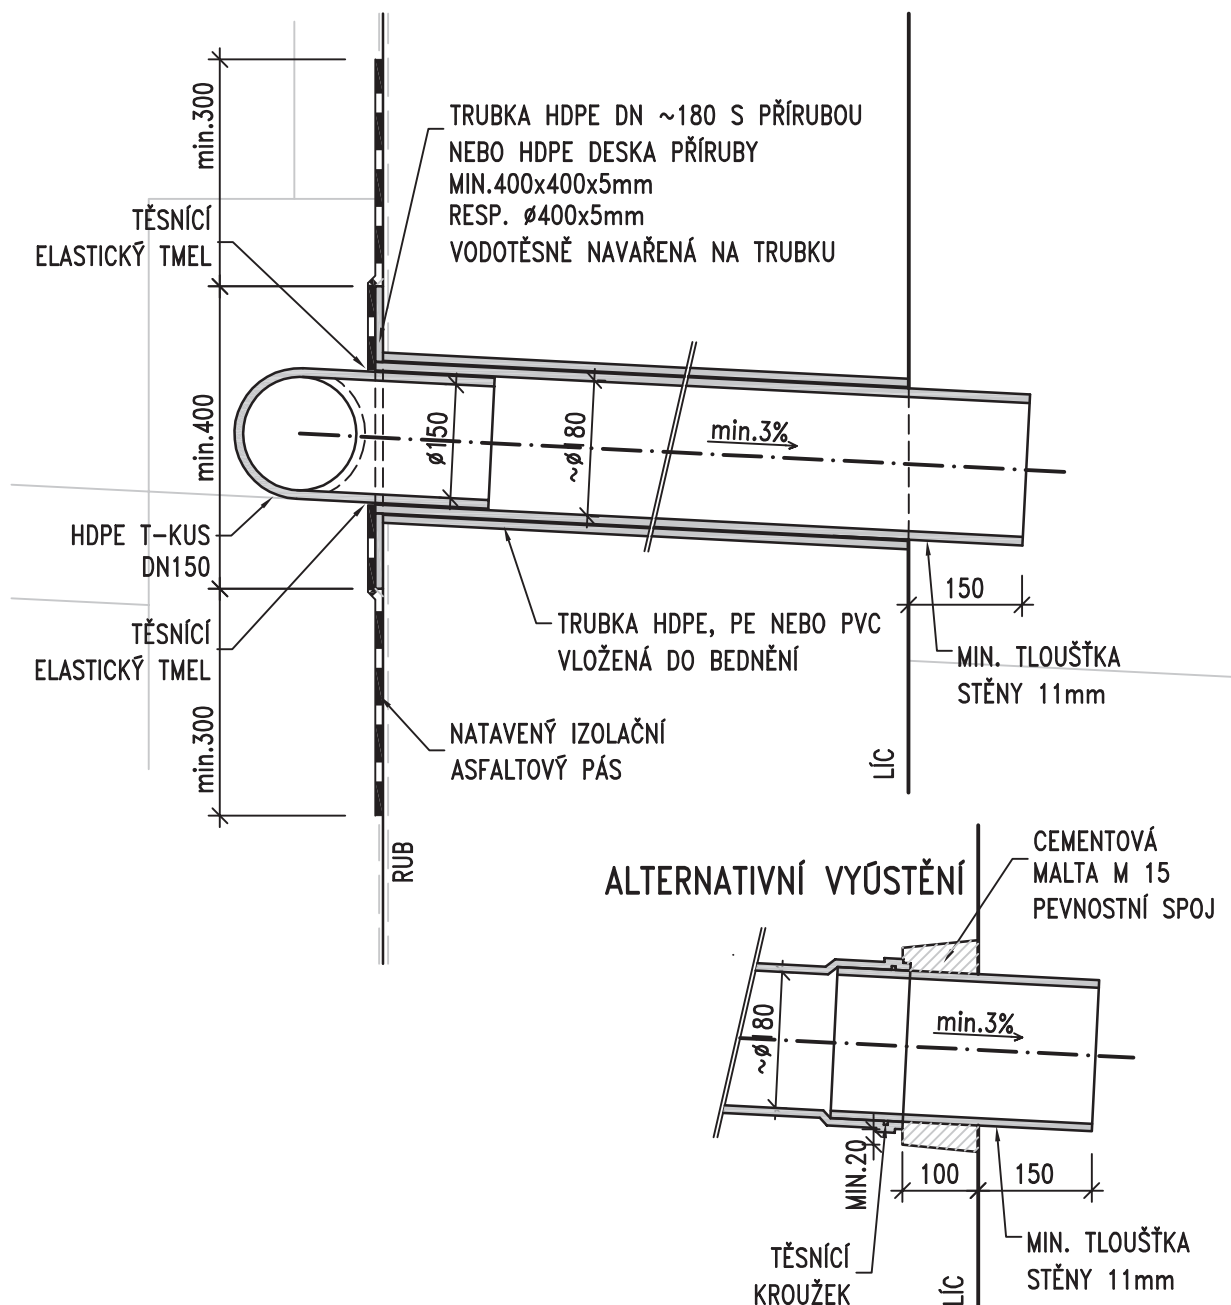 min.300
TRUBKA HDPE DN ~180 S PŘÍRUBOU
NEBO HDPE DESKA PŘÍRUBY
MIN.400x400x5mm
RESP. ø400x5mm
VODOTĚSNĚ NAVAŘENÁ NA TRUBKU
TĚSNÍCÍ
ELASTICKÝ TMEL
min.400
ø150
~ø180
min.3%
HDPE T-KUS
DN150
150
TĚSNÍCÍ
ELASTICKÝ TMEL
TRUBKA HDPE, PE NEBO PVC
VLOŽENÁ DO BEDNĚNÍ
MIN. TLOUŠŤKA
STĚNY 11mm
min.300
NATAVENÝ IZOLAČNÍ
ASFALTOVÝ PÁS
LÍC
RUB
ALTERNATIVNÍ VYÚSTĚNÍ
CEMENTOVÁ
MALTA M 15
PEVNOSTNÍ SPOJ
~ø180
min.3%
MIN.20
100
150
TĚSNÍCÍ
KROUŽEK
LÍC
MIN. TLOUŠŤKA
STĚNY 11mm